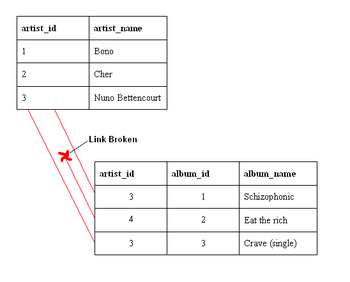 artist_id artist_name
1 Bono
2 Cher
3 Nuno Bettencourt
Link Broken
artist_id album_id album_name
3 1 Schizophonic
4 2 Eat the rich
3 3 Crave (single)